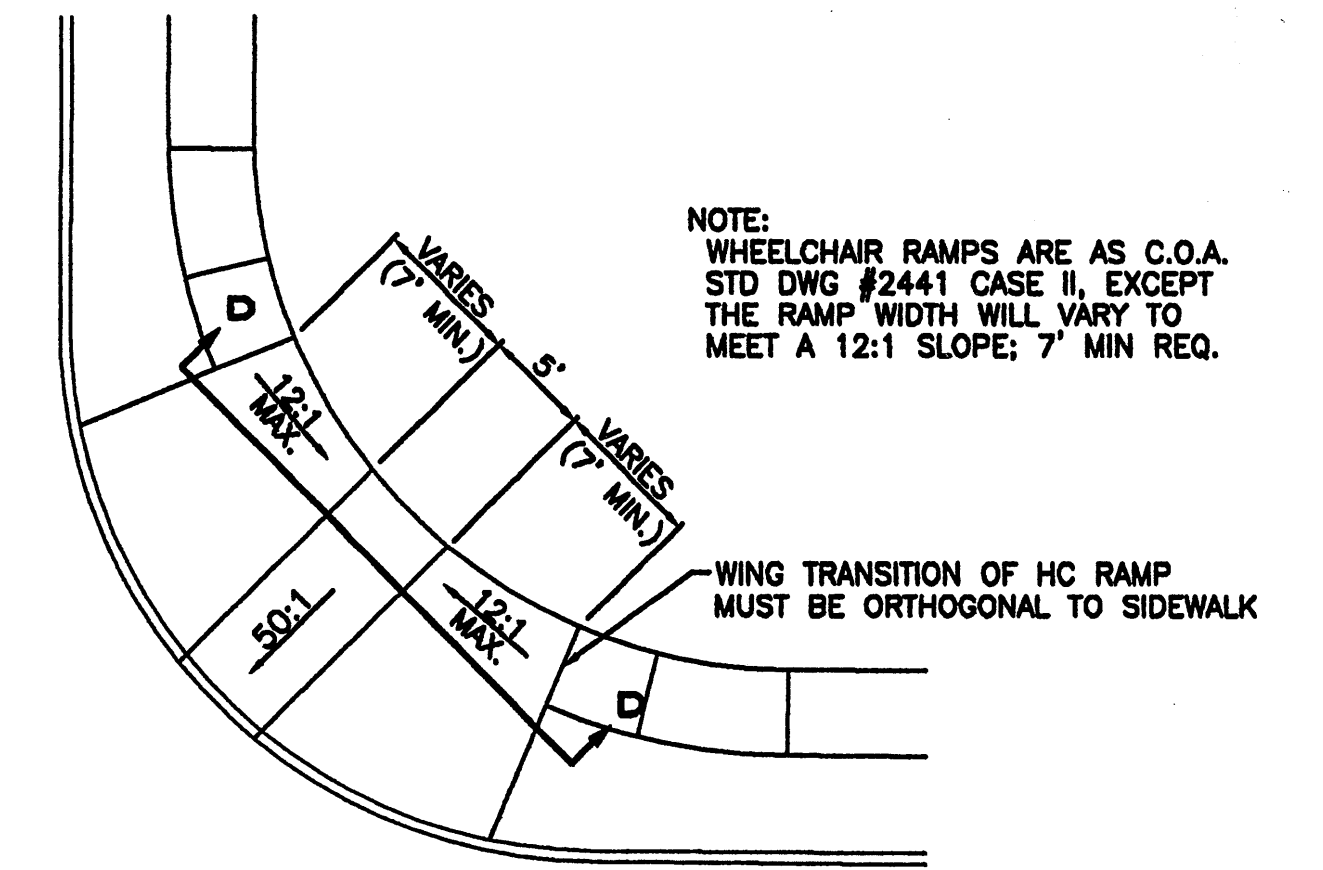 NOTE:
WHEELCHAIR RAMPS ARE AS C.O.A.
STD DWG #2441 CASE II, EXCEPT
THE RAMP WIDTH WILL VARY TO
MEET A 12:1 SLOPE; 7' MIN REQ.
VARIES
(7' MIN.)
5'
VARIES
(7' MIN.)
D
12:1
MAX.
50:1
12:1
MAX.
D
WING TRANSITION OF HC RAMP
MUST BE ORTHOGONAL TO SIDEWALK